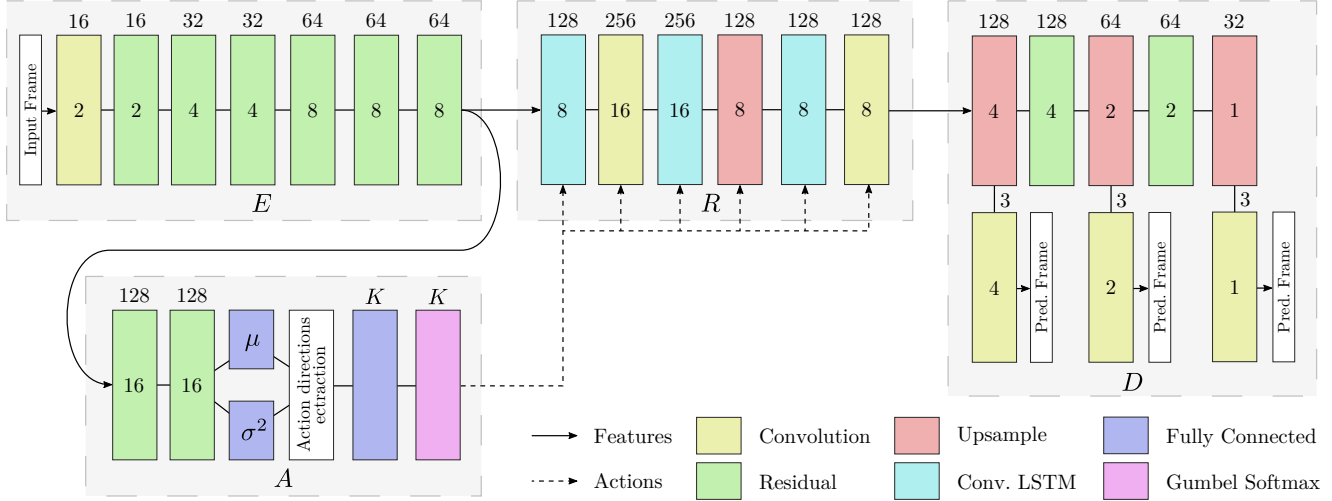 16 16 32 32 64 64 64
Input Frame
2 2 4 4 8 8 8
E
128 256 256 128 128 128
8 16 16 8 8 8
R
128 128 64 64 32
4 4 2 2 1
3 3 3
4 Pred. Frame 2 Pred. Frame 1 Pred. Frame
D
128 128 K K
16 16
μ
σ²
Action directions
ectraction
A
Features
Actions
Convolution
Residual
Upsample
Conv. LSTM
Fully Connected
Gumbel Softmax